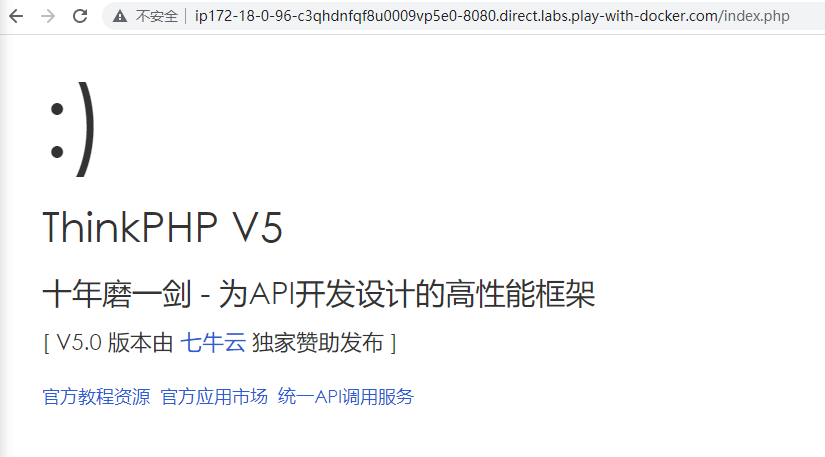 不安全 | ip172-18-0-96-c3qhdnfqf8u0009vp5e0-8080.direct.labs.play-with-docker.com/index.php
:)
ThinkPHP V5
十年磨一剑 - 为API开发设计的高性能框架
[ V5.0 版本由 七牛云 独家赞助发布 ]
官方教程资源 官方应用市场 统一API调用服务